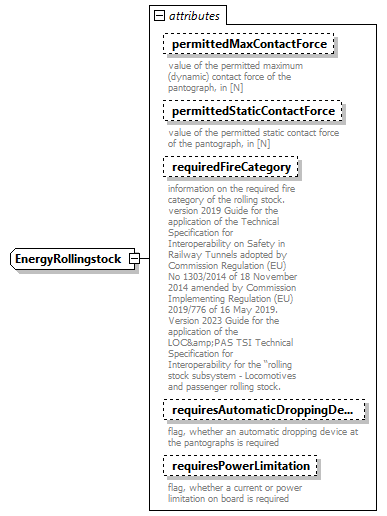 attributes
permittedMaxContactForce
value of the permitted maximum
(dynamic) contact force of the
pantograph, in [N]
permittedStaticContactForce
value of the permitted static contact force
of the pantograph, in [N]
requiredFireCategory
information on the required fire
category of the rolling stock.
version 2019 Guide for the
application of the Technical
Specification for
Interoperability on Safety in
Railway Tunnels adopted by
Commission Regulation (EU)
No 1303/2014 of 18 November
2014 amended by Commission
Implementing Regulation (EU)
2019/776 of 16 May 2019.
Version 2023 Guide for the
application of the
LOC&amp;PAS TSI Technical
Specification for
Interoperability for the "rolling
stock subsystem - Locomotives
and passenger rolling stock.
EnergyRollingstock
requiresAutomaticDroppingDe...
flag, whether an automatic dropping device at
the pantographs is required
requiresPowerLimitation
flag, whether a current or power
limitation on board is required